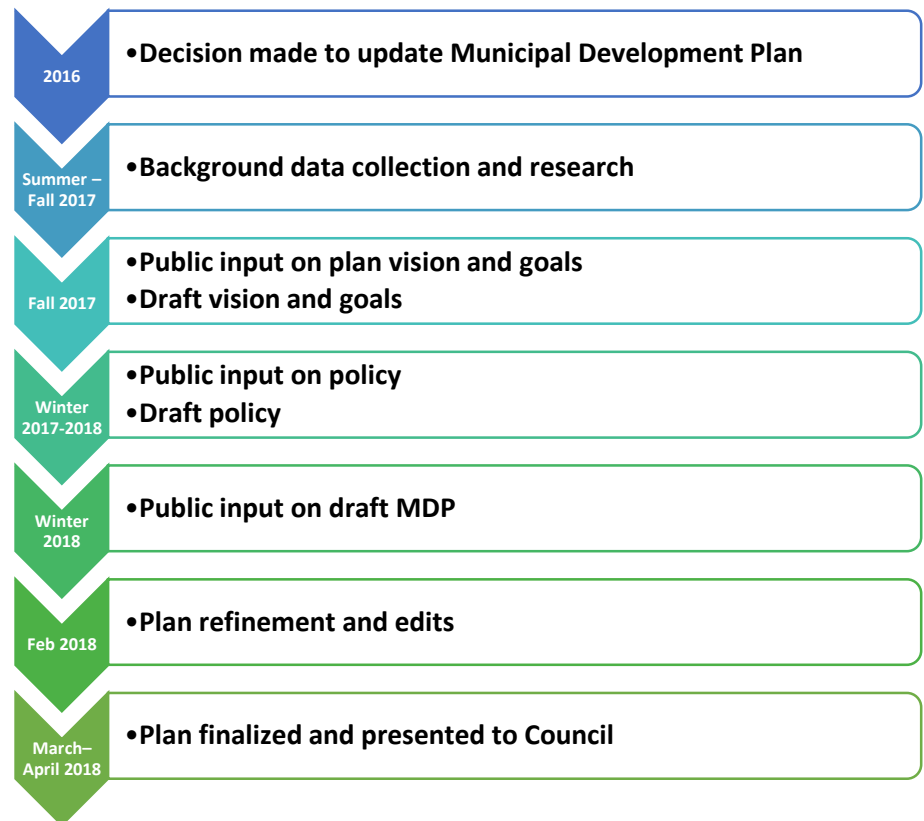 2016
•Decision made to update Municipal Development Plan
Summer –
Fall 2017
•Background data collection and research
Fall 2017
•Public input on plan vision and goals
•Draft vision and goals
Winter
2017-2018
•Public input on policy
•Draft policy
Winter
2018
•Public input on draft MDP
Feb 2018
•Plan refinement and edits
March–
April 2018
•Plan finalized and presented to Council